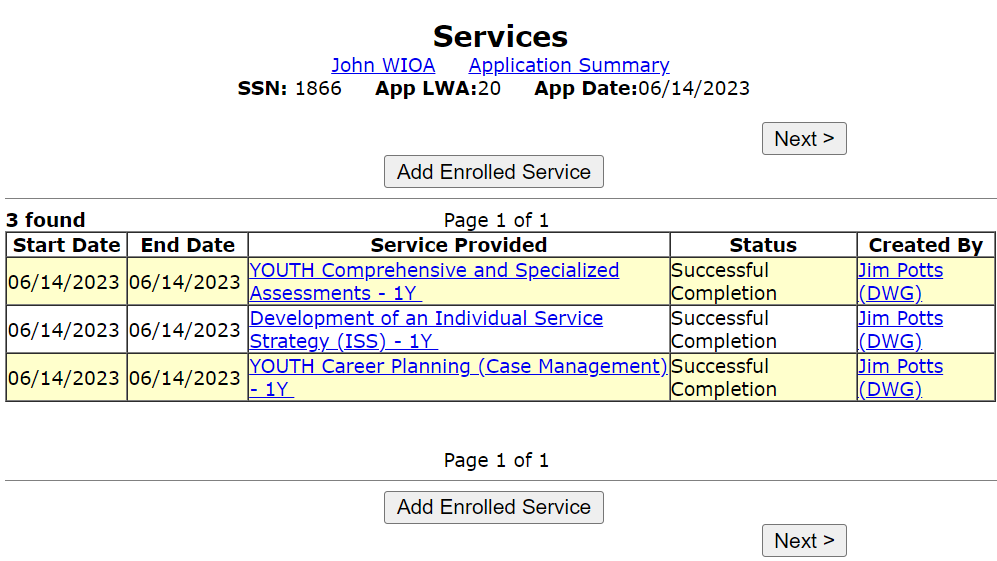 Services
John WIOA Application Summary
SSN: 1866 App LWA:20 App Date:06/14/2023
Next >
Add Enrolled Service
3 found Page 1 of 1
Start Date End Date Service Provided Status Created By
06/14/2023 06/14/2023 YOUTH Comprehensive and Specialized Successful Jim Potts
Assessments - 1Y Completion (DWG)
06/14/2023 06/14/2023 Development of an Individual Service Successful Jim Potts
Strategy (ISS) - 1Y Completion (DWG)
06/14/2023 06/14/2023 YOUTH Career Planning (Case Management) Successful Jim Potts
- 1Y Completion (DWG)
Page 1 of 1
Add Enrolled Service
Next >